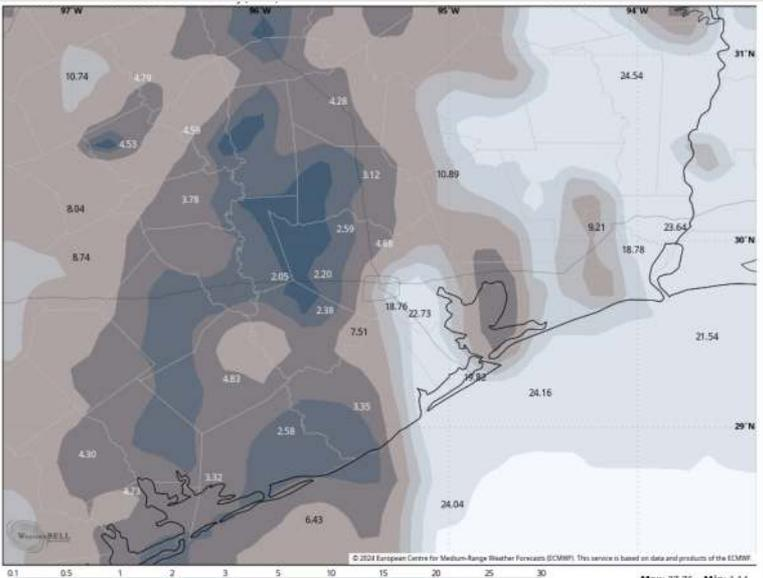 97°W 96°W 95°W 94°W
31°N
10.74 4.79 24.54
4.28
4.53 4.59
3.12 10.89
3.78
8.04
2.59 9.21 23.64
4.68 18.78 30°N
8.74
2.05 2.20
2.38 18.76 22.73
7.51 21.54
4.83 19.82
24.16
3.35
2.58 29°N
4.30
4.73 3.32
24.04
6.43
WeatherBELL
© 2024 European Centre for Medium-Range Weather Forecasts (ECMWF). This service is based on data and products of the ECMWF.
0.1 0.5 1 2 3 5 10 15 20 25 30